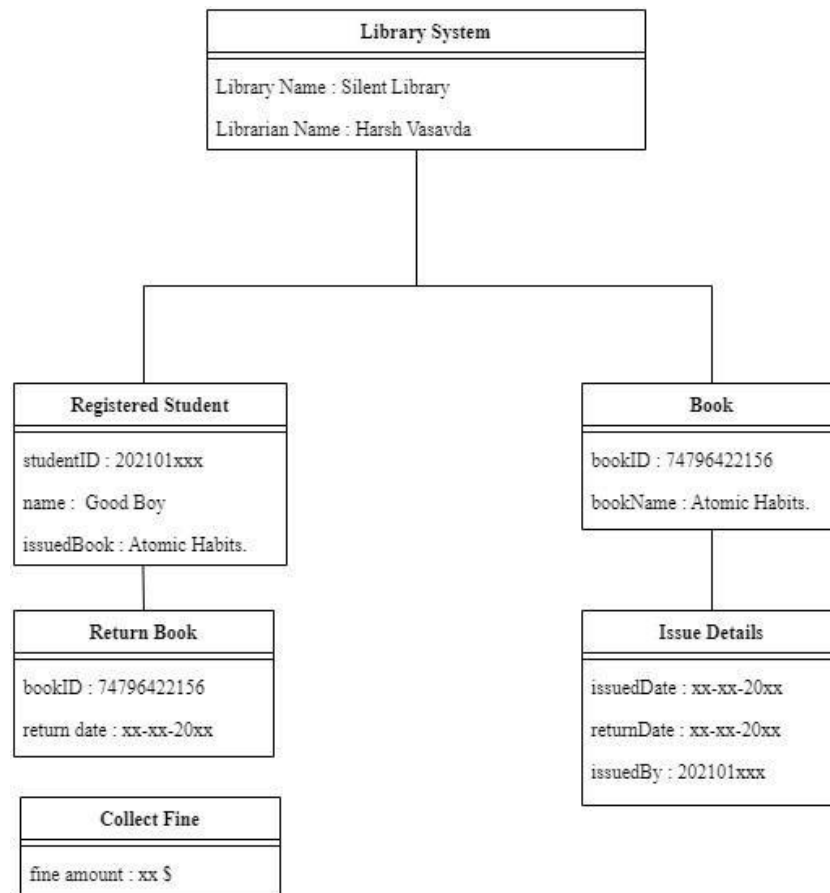 Library System
Library Name : Silent Library
Librarian Name : Harsh Vasavda
Registered Student
studentID : 202101xxx
name :  Good Boy
issuedBook : Atomic Habits.
Book
bookID : 74796422156
bookName : Atomic Habits.
Return Book
bookID : 74796422156
return date : xx-xx-20xx
Issue Details
issuedDate : xx-xx-20xx
returnDate : xx-xx-20xx
issuedBy : 202101xxx
Collect Fine
fine amount : xx $